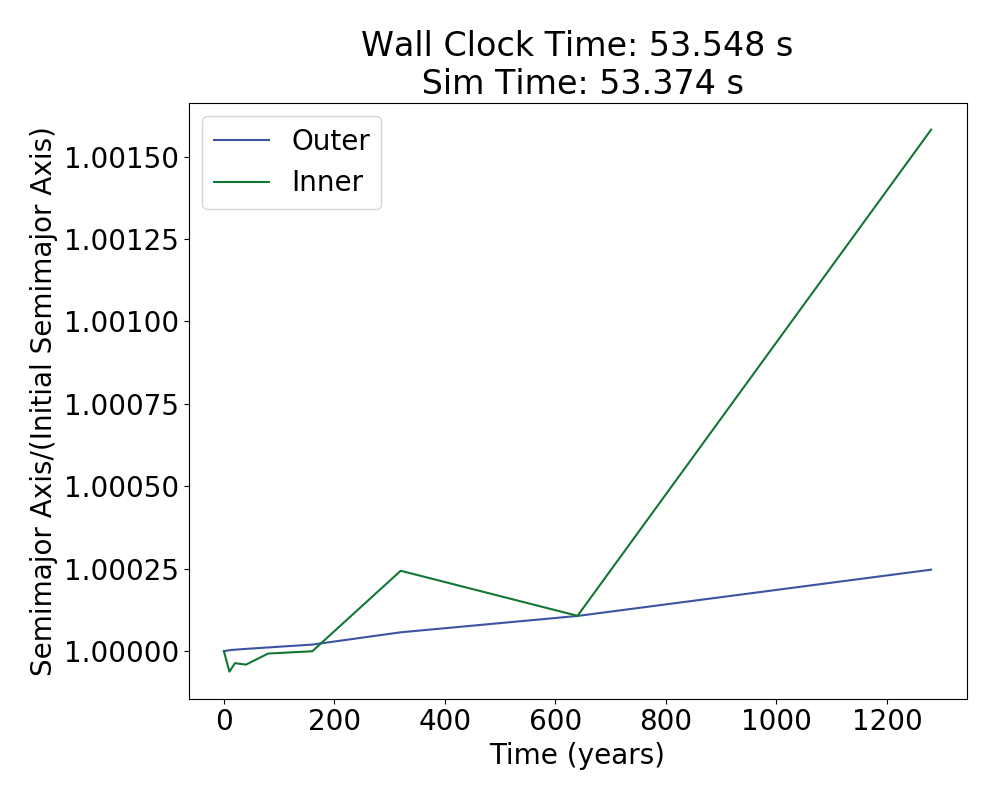 Wall Clock Time: 53.548 s
Sim Time: 53.374 s
Outer
Inner
Semimajor Axis/(Initial Semimajor Axis)
1.00150
1.00125
1.00100
1.00075
1.00050
1.00025
1.00000
0 200 400 600 800 1000 1200
Time (years)